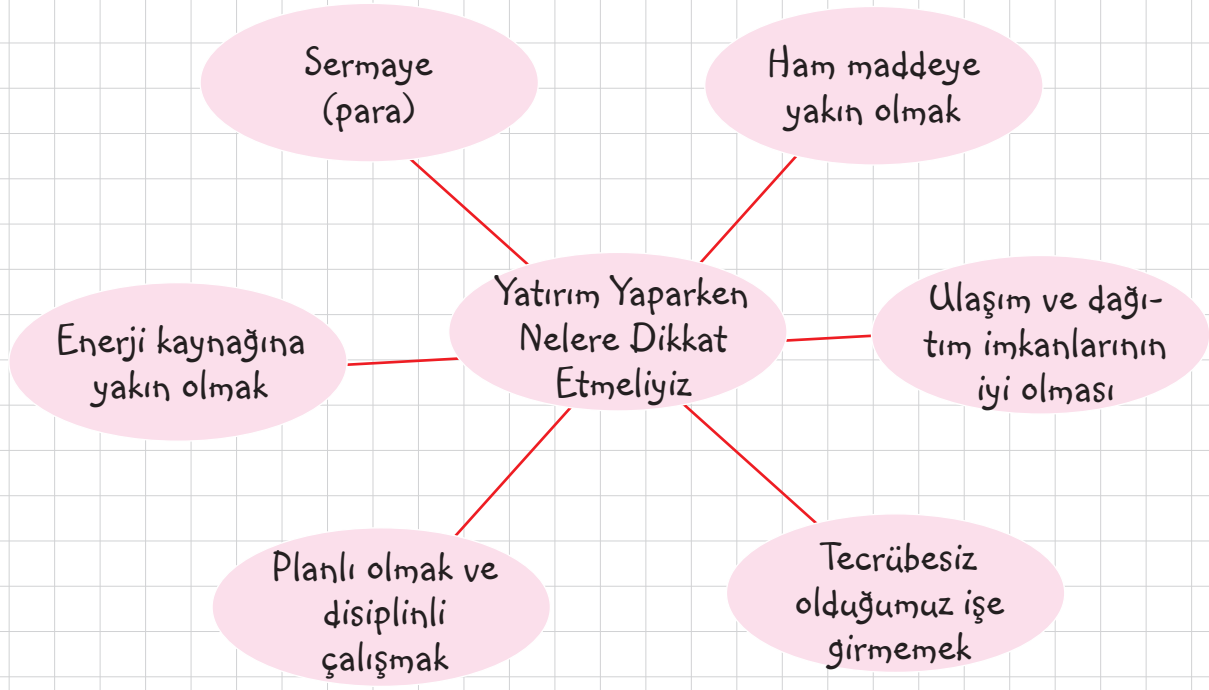 Sermaye
(para)
Ham maddeye
yakın olmak
Yatırım Yaparken
Nelere Dikkat
Etmeliyiz
Ulaşım ve dağı-
tım imkanlarının
iyi olması
Enerji kaynağına
yakın olmak
Planlı olmak ve
disiplinli
çalışmak
Tecrübesiz
olduğumuz işe
girmemek